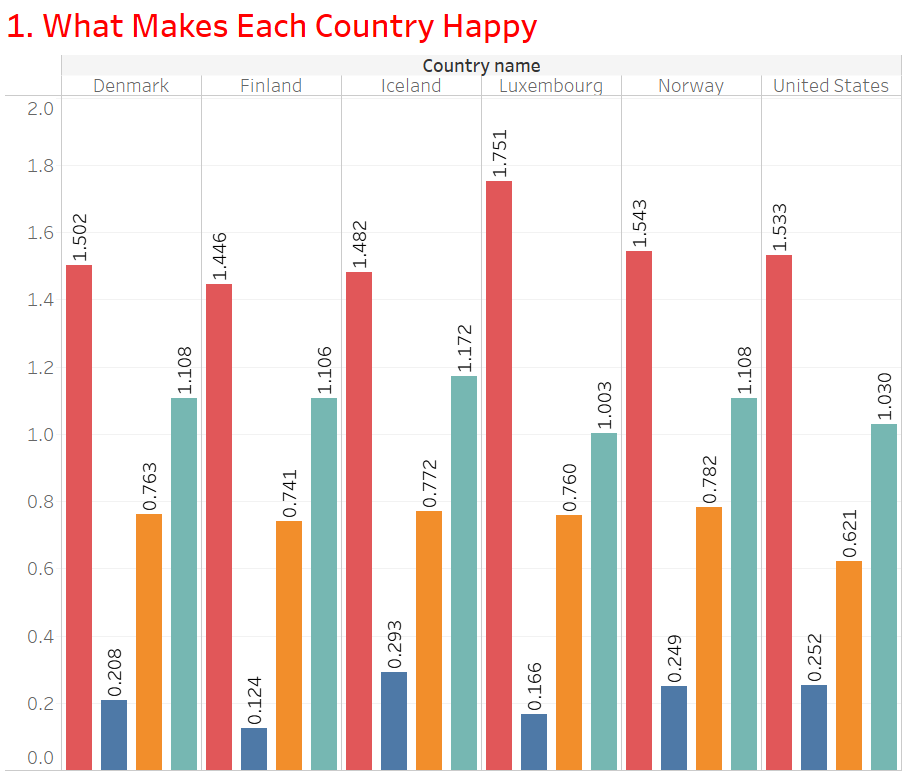 1. What Makes Each Country Happy
Country name
Denmark Finland Iceland Luxembourg Norway United States
2.0
1.8
1.6
1.4
1.2
1.0
0.8
0.6
0.4
0.2
0.0
1.502 0.208 0.763 1.108
1.446 0.124 0.741 1.106
1.482 0.293 0.772 1.172
1.751 0.166 0.760 1.003
1.543 0.249 0.782 1.108
1.533 0.252 0.621 1.030